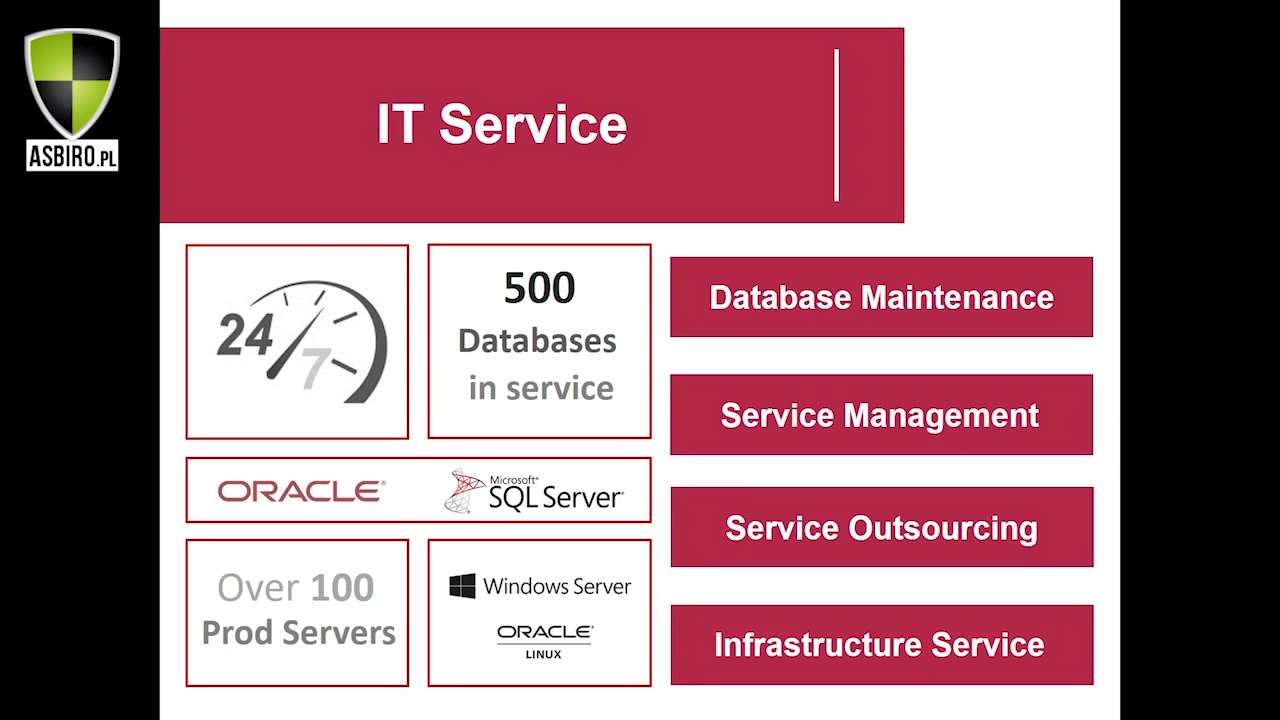 ASBIRO.PL
IT Service
24
7
500
Databases
in service
ORACLE®
Microsoft®
SQL Server®
Over 100
Prod Servers
Windows Server
ORACLE®
LINUX
Database Maintenance
Service Management
Service Outsourcing
Infrastructure Service